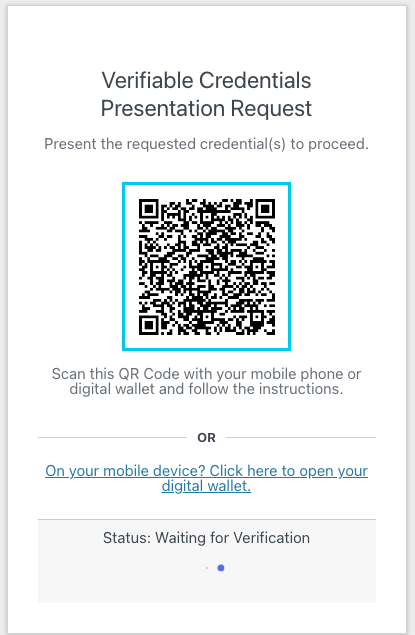 Verifiable Credentials
Presentation Request
Present the requested credential(s) to proceed.
Scan this QR Code with your mobile phone or
digital wallet and follow the instructions.
OR
On your mobile device? Click here to open your
digital wallet.
Status: Waiting for Verification